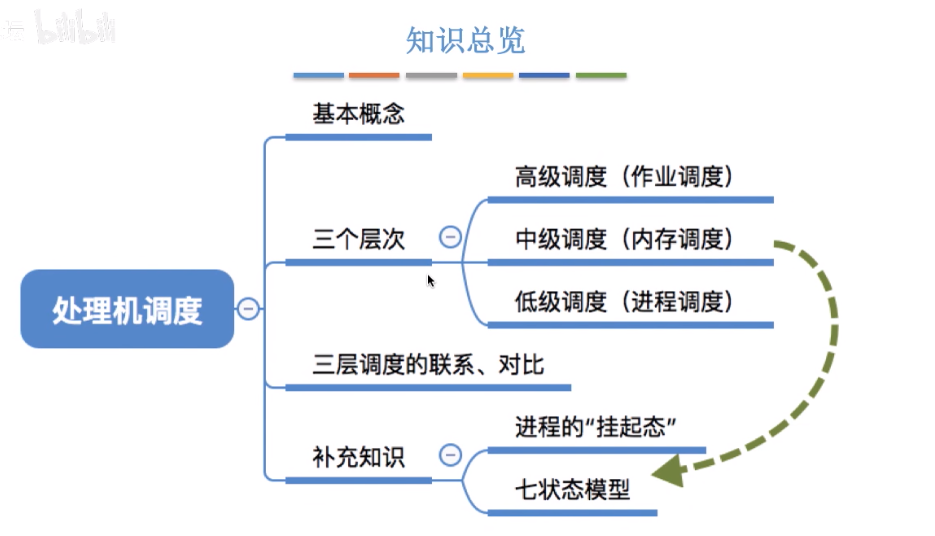 bilibili
知识总览
基本概念
三个层次
高级调度（作业调度）
中级调度（内存调度）
低级调度（进程调度）
处理机调度
三层调度的联系、对比
补充知识
进程的“挂起态”
七状态模型